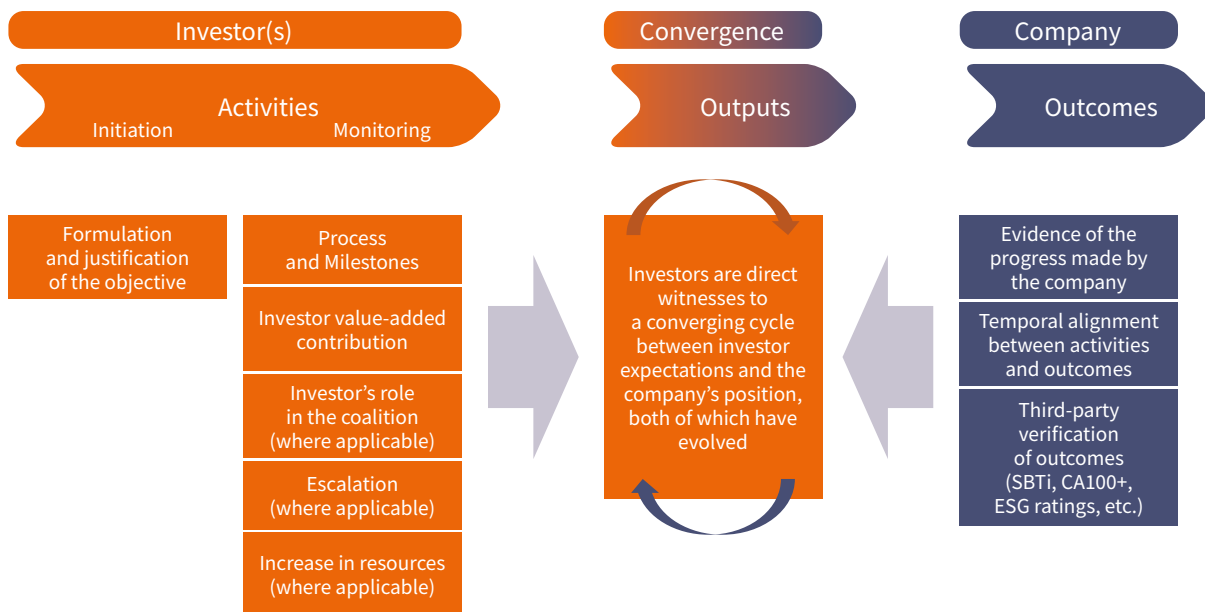 Investor(s)
Convergence
Company
Activities
Initiation
Monitoring
Outputs
Outcomes
Formulation
and justification
of the objective
Process
and Milestones
Investor value-added
contribution
Investor's role
in the coalition
(where applicable)
Escalation
(where applicable)
Increase in resources
(where applicable)
Investors are direct
witnesses to
a converging cycle
between investor
expectations and the
company's position,
both of which have
evolved
Evidence of the
progress made by
the company
Temporal alignment
between activities
and outcomes
Third-party
verification
of outcomes
(SBTi, CA100+,
ESG ratings, etc.)